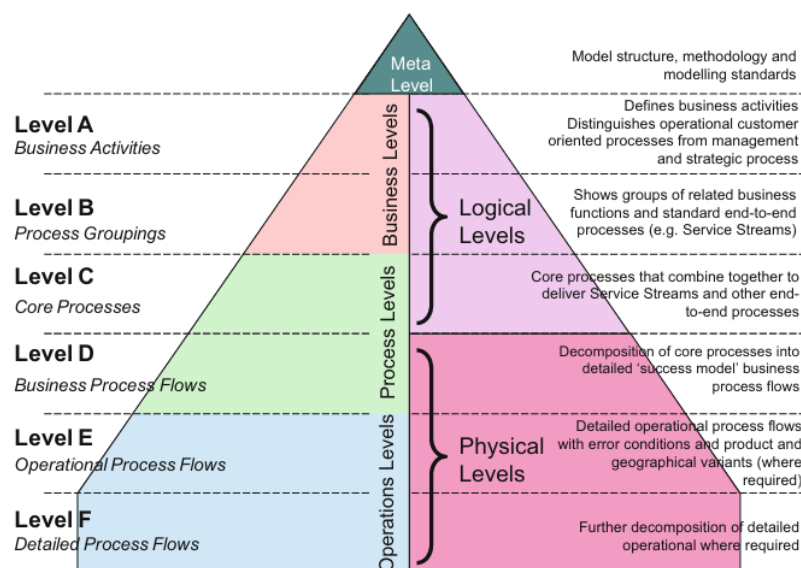 Meta
Level
Model structure, methodology and
modelling standards
Level A
Business Activities
Defines business activities
Distinguishes operational customer
oriented processes from management
and strategic process
Level B
Process Groupings
Shows groups of related business
functions and standard end-to-end
processes (e.g. Service Streams)
Business Levels
Logical
Levels
Level C
Core Processes
Core processes that combine together to
deliver Service Streams and other end-
to-end processes
Process Levels
Level D
Business Process Flows
Decomposition of core processes into
detailed ‘success model’ business
process flows
Level E
Operational Process Flows
Detailed operational process flows
with error conditions and product and
geographical variants (where
required)
Physical
Levels
Operations Levels
Level F
Detailed Process Flows
Further decomposition of detailed
operational where required